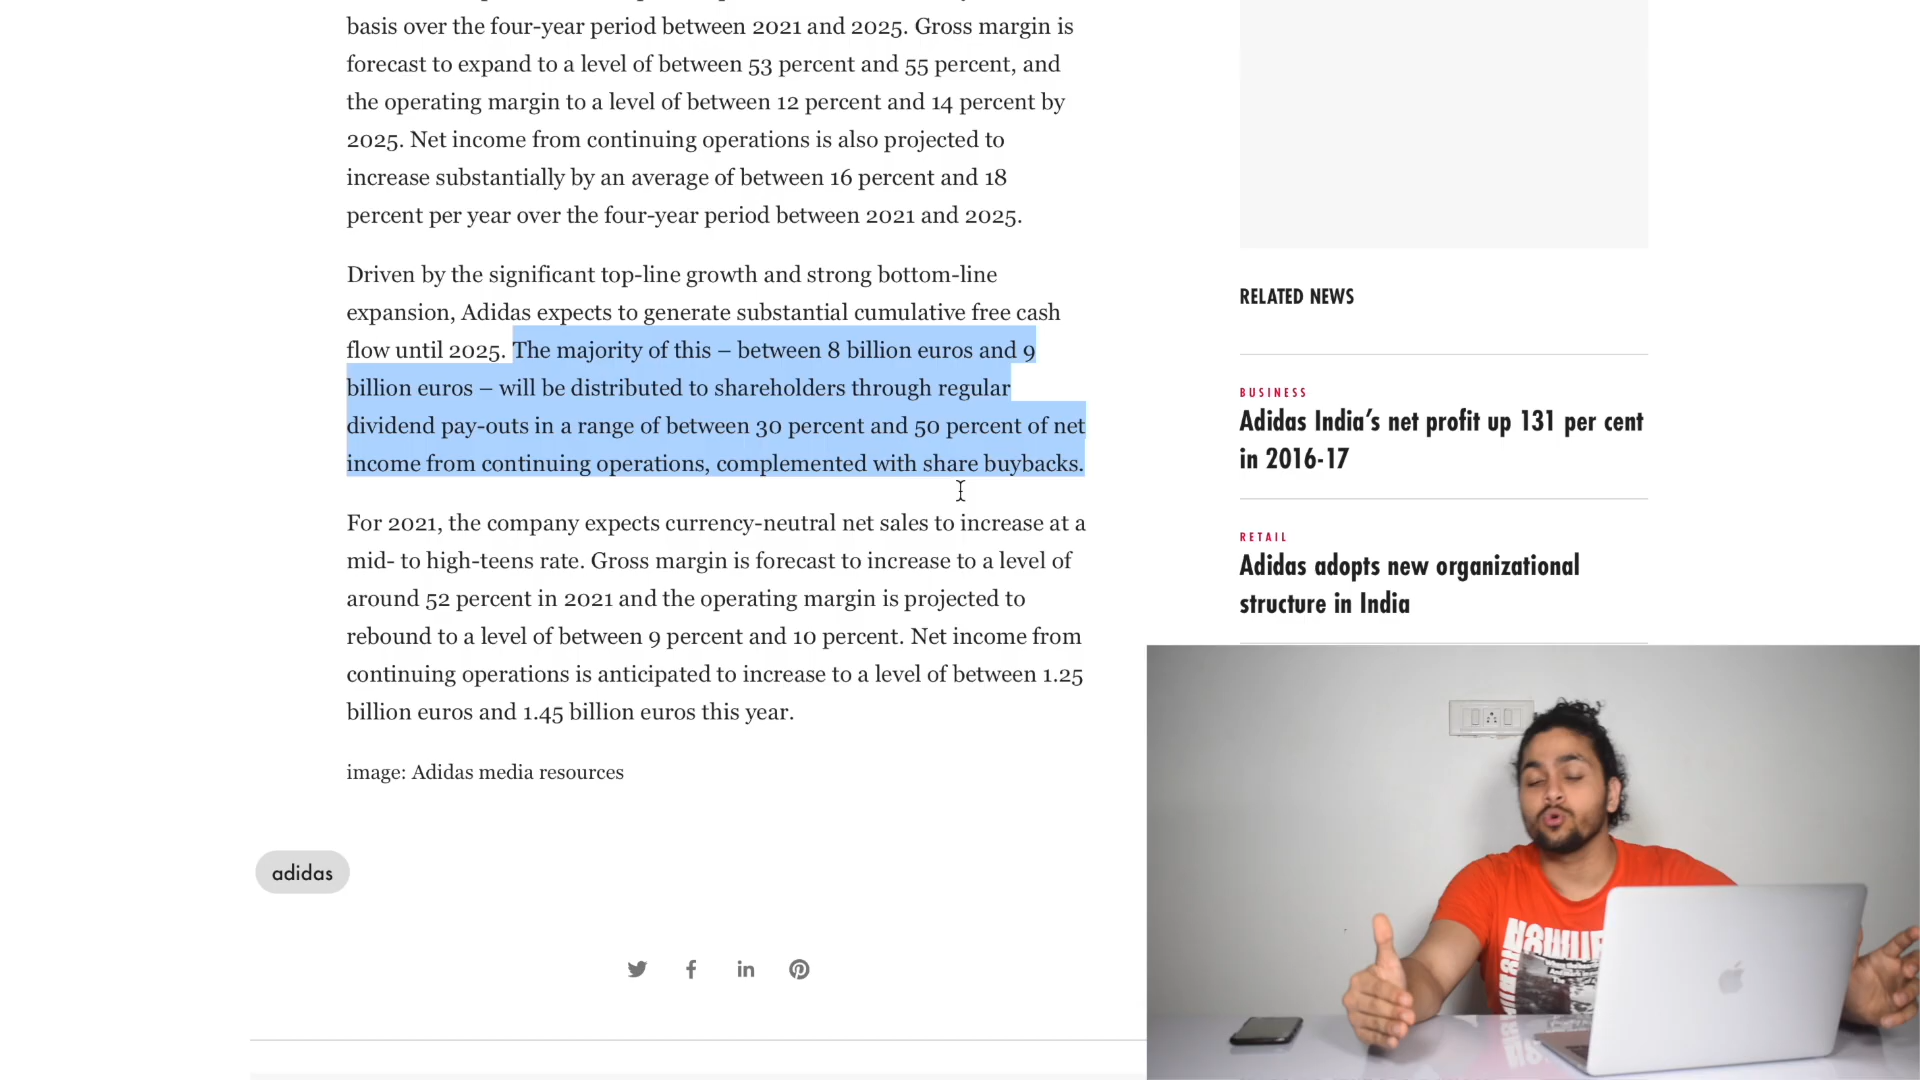 basis over the four-year period between 2021 and 2025. Gross margin is
forecast to expand to a level of between 53 percent and 55 percent, and
the operating margin to a level of between 12 percent and 14 percent by
2025. Net income from continuing operations is also projected to
increase substantially by an average of between 16 percent and 18
percent per year over the four-year period between 2021 and 2025.
Driven by the significant top-line growth and strong bottom-line
expansion, Adidas expects to generate substantial cumulative free cash
flow until 2025. The majority of this – between 8 billion euros and 9
billion euros – will be distributed to shareholders through regular
dividend pay-outs in a range of between 30 percent and 50 percent of net
income from continuing operations, complemented with share buybacks.
For 2021, the company expects currency-neutral net sales to increase at a
mid- to high-teens rate. Gross margin is forecast to increase to a level of
around 52 percent in 2021 and the operating margin is projected to
rebound to a level of between 9 percent and 10 percent. Net income from
continuing operations is anticipated to increase to a level of between 1.25
billion euros and 1.45 billion euros this year.
image: Adidas media resources
adidas
RELATED NEWS
BUSINESS
Adidas India’s net profit up 131 per cent
in 2016-17
RETAIL
Adidas adopts new organizational
structure in India